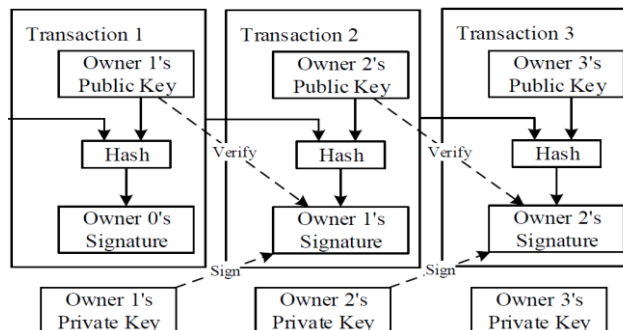 Transaction 1
Owner 1's
Public Key
Hash
Owner 0's
Signature
Transaction 2
Owner 2's
Public Key
Verify
Hash
Owner 1's
Signature
Transaction 3
Owner 3's
Public Key
Verify
Hash
Owner 2's
Signature
Sign
Sign
Owner 1's
Private Key
Owner 2's
Private Key
Owner 3's
Private Key